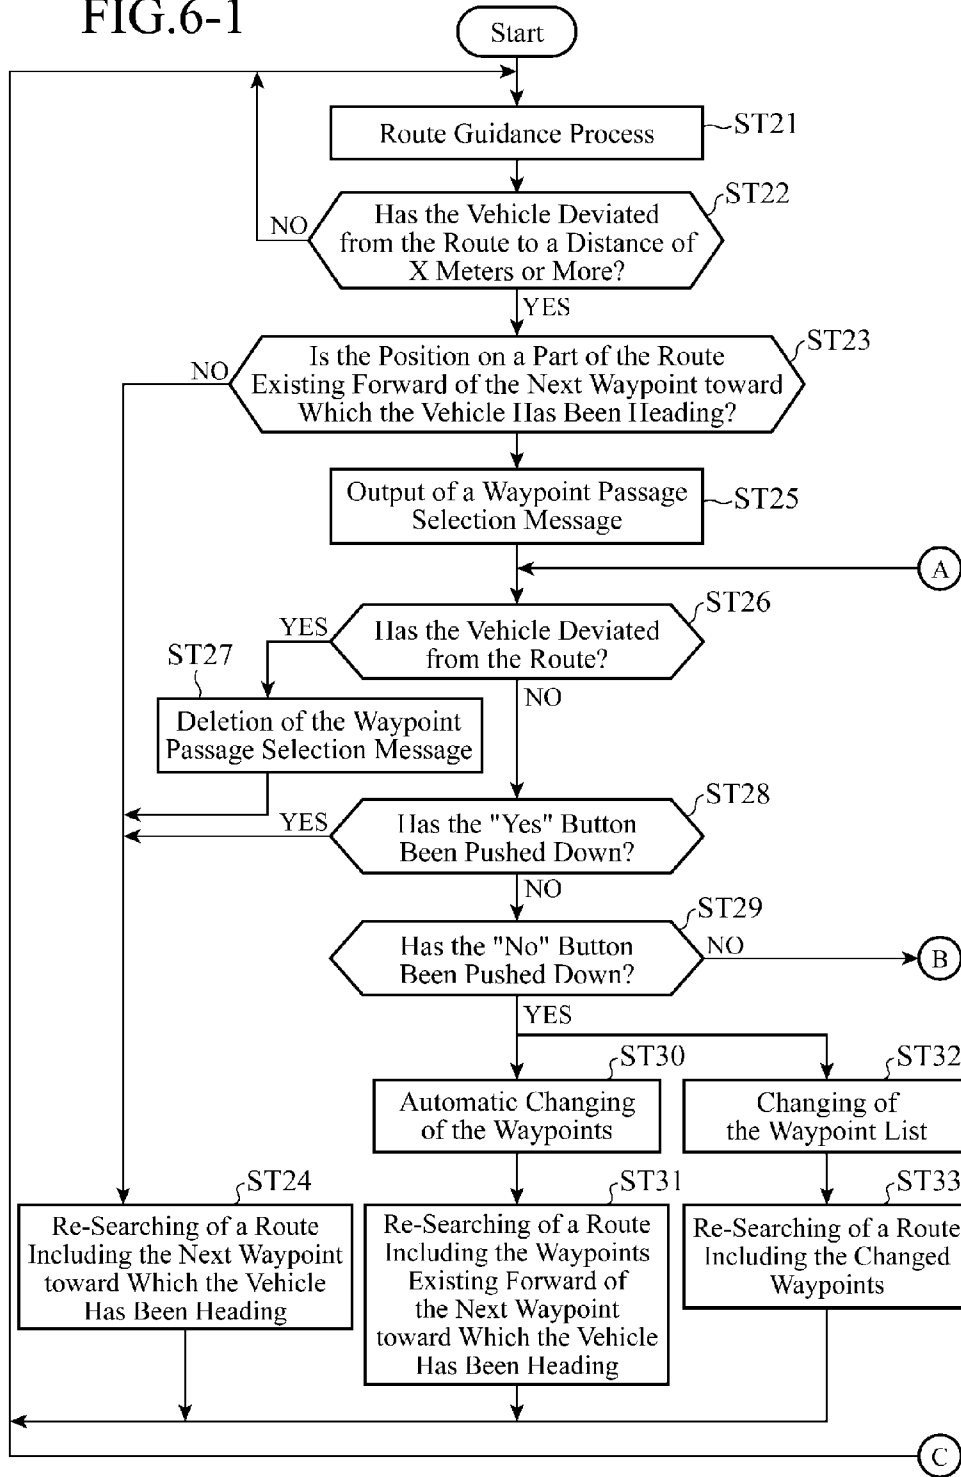 FIG.6-1
Start
Route Guidance Process
ST21
Has the Vehicle Deviated
from the Route to a Distance of
X Meters or More?
ST22
NO
YES
Is the Position on a Part of the Route
Existing Forward of the Next Waypoint toward
Which the Vehicle Has Been Heading?
ST23
NO
Output of a Waypoint Passage
Selection Message
ST25
A
Has the Vehicle Deviated
from the Route?
ST26
YES
NO
ST27
Deletion of the Waypoint
Passage Selection Message
Has the "Yes" Button
Been Pushed Down?
ST28
YES
NO
Has the "No" Button
Been Pushed Down?
ST29
NO
B
YES
ST30
Automatic Changing
of the Waypoints
ST32
Changing of
the Waypoint List
ST24
Re-Searching of a Route
Including the Next Waypoint
toward Which the Vehicle
Has Been Heading
ST31
Re-Searching of a Route
Including the Waypoints
Existing Forward of
the Next Waypoint
toward Which the Vehicle
Has Been Heading
ST33
Re-Searching of a Route
Including the Changed
Waypoints
C